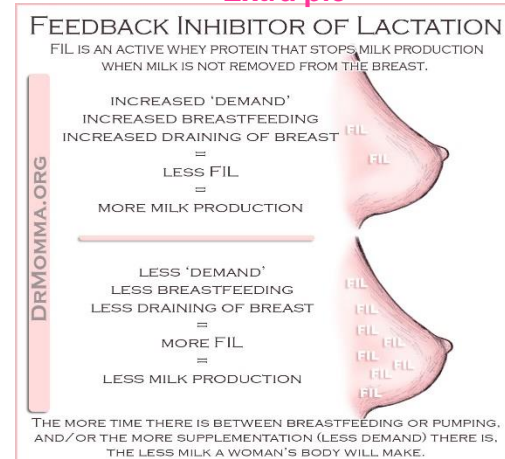 FEEDBACK INHIBITOR OF LACTATION
FIL IS AN ACTIVE WHEY PROTEIN THAT STOPS MILK PRODUCTION
WHEN MILK IS NOT REMOVED FROM THE BREAST.
INCREASED 'DEMAND'
INCREASED BREASTFEEDING
INCREASED DRAINING OF BREAST
=
LESS FIL
=
MORE MILK PRODUCTION
FIL
FIL
DRMOMMA.ORG
LESS 'DEMAND'
LESS BREASTFEEDING
LESS DRAINING OF BREAST
=
MORE FIL
=
LESS MILK PRODUCTION
FIL
FIL
FIL
FIL
FIL
FIL
FIL
FIL
THE MORE TIME THERE IS BETWEEN BREASTFEEDING OR PUMPING,
AND/OR THE MORE SUPPLEMENTATION (LESS DEMAND) THERE IS,
THE LESS MILK A WOMAN'S BODY WILL MAKE.